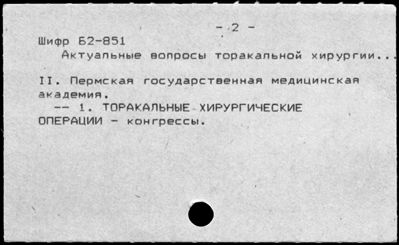 - 2 -
Шифр Б2-851
Актуальные вопросы торакальной хирургии...
II. Пермская государственная медицинская
академия.
-- 1. ТОРАКАЛЬНЫЕ ХИРУРГИЧЕСКИЕ
ОПЕРАЦИИ - конгрессы.